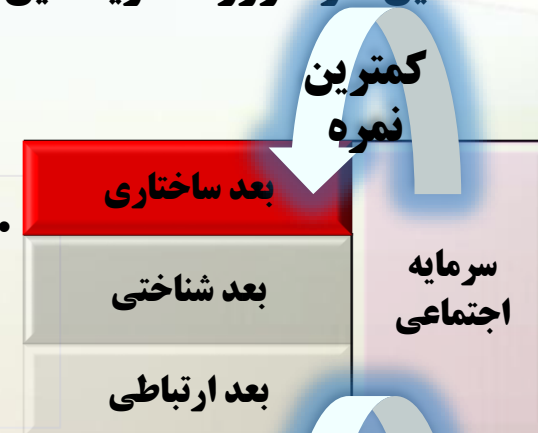 کمترین
نمره
بعد ساختاری
سرمایه
اجتماعی
بعد شناختی
بعد ارتباطی